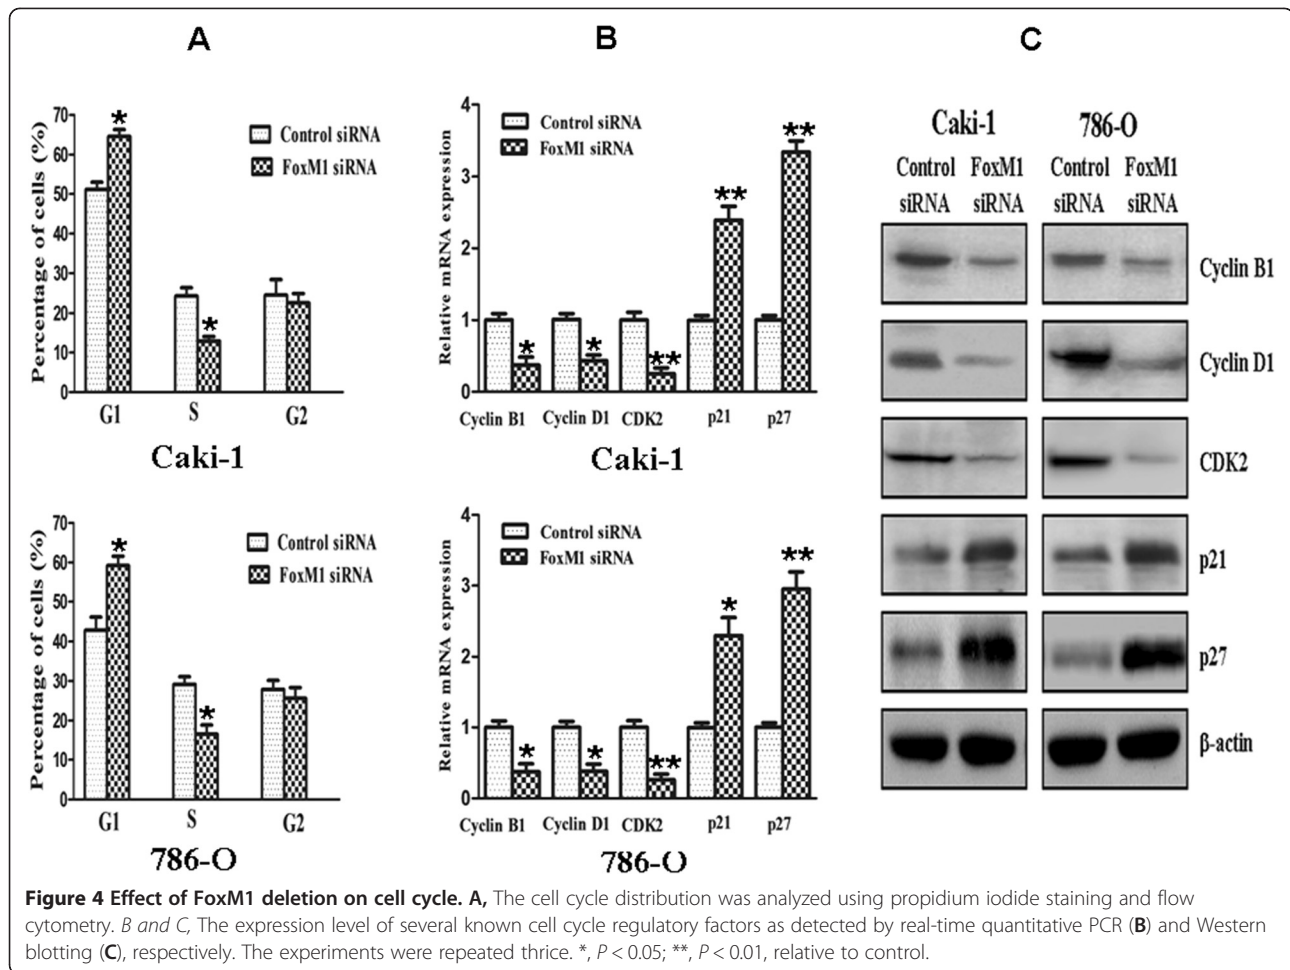 A
B
C
Percentage of cells (%)
70
60
50
40
30
20
10
0
*
*
Control siRNA
FoxM1 siRNA
G1 S G2
Caki-1
Relative mRNA expression
4
3
2
1
0
Control siRNA
FoxM1 siRNA
* * ** ** **
Cyclin B1 Cyclin D1 CDK2 p21 p27
Caki-1
Percentage of cells (%)
70
60
50
40
30
20
10
0
*
*
Control siRNA
FoxM1 siRNA
G1 S G2
786-O
Relative mRNA expression
4
3
2
1
0
Control siRNA
FoxM1 siRNA
* * ** * **
Cyclin B1 Cyclin D1 CDK2 p21 p27
786-O
Caki-1 786-O
Control FoxM1 Control FoxM1
siRNA siRNA siRNA siRNA
Cyclin B1
Cyclin D1
CDK2
p21
p27
β-actin
Figure 4 Effect of FoxM1 deletion on cell cycle. A, The cell cycle distribution was analyzed using propidium iodide staining and flow
cytometry. B and C, The expression level of several known cell cycle regulatory factors as detected by real-time quantitative PCR (B) and Western
blotting (C), respectively. The experiments were repeated thrice. *, P < 0.05; **, P < 0.01, relative to control.